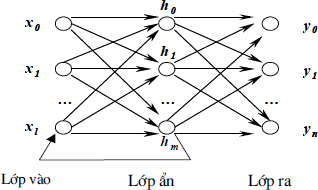 x0 h0 y0
x1 h1 y1
... ... ...
xl hm yn
Lớp vào Lớp ẩn Lớp ra